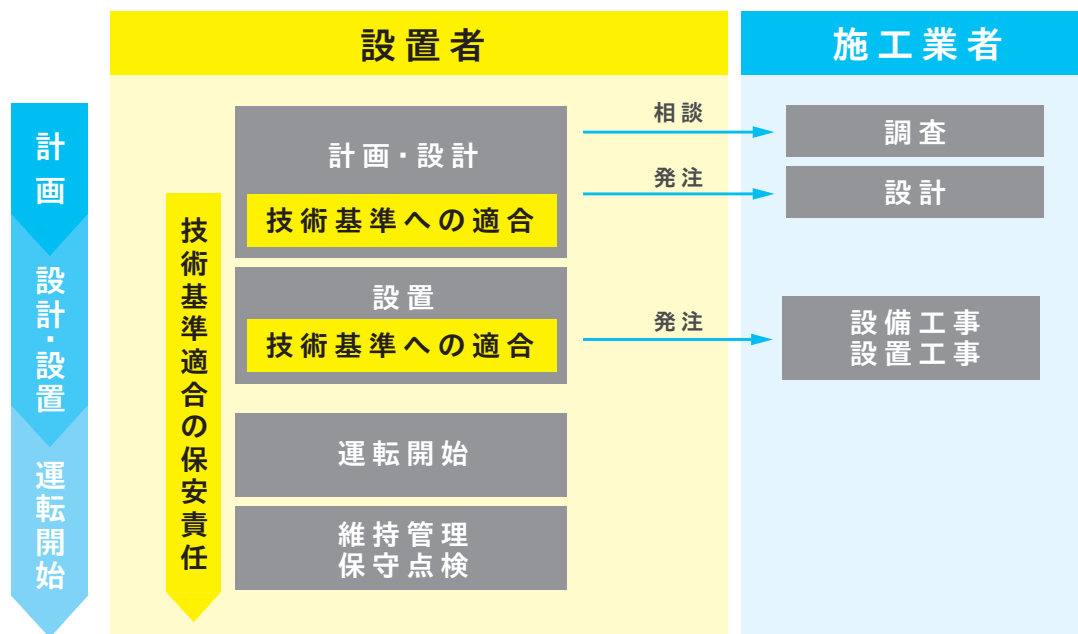 設置者
施工業者
計画
設計・設置
運転開始
技術基準適合の保安責任
計画・設計
技術基準への適合
設置
技術基準への適合
運転開始
維持管理
保守点検
相談
発注
発注
調査
設計
設備工事
設置工事